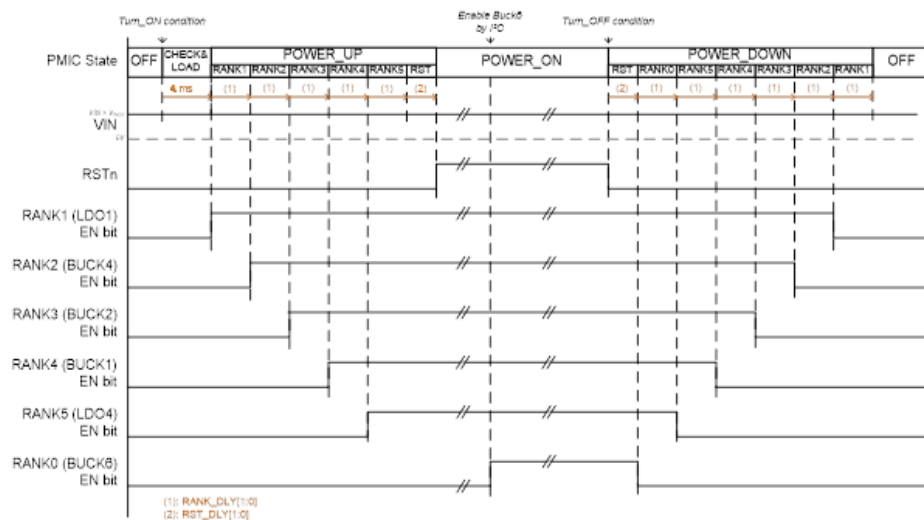 Turn_ON condition
Enable Buck6
by I²C
Turn_OFF condition
PMIC State
OFF
CHECK&
LOAD
POWER_UP
RANK1 RANK2 RANK3 RANK4 RANK5 RST
POWER_ON
POWER_DOWN
RST RANK0 RANK5 RANK4 RANK3 RANK2 RANK1
OFF
4 ms (1) (1) (1) (1) (1) (2)
(2) (1) (1) (1) (1) (1) (1)
VIN
RSTn
RANK1 (LDO1)
EN bit
RANK2 (BUCK4)
EN bit
RANK3 (BUCK2)
EN bit
RANK4 (BUCK1)
EN bit
RANK5 (LDO4)
EN bit
RANK0 (BUCK6)
EN bit
(1): RANK_DLY[1:0]
(2): RST_DLY[1:0]